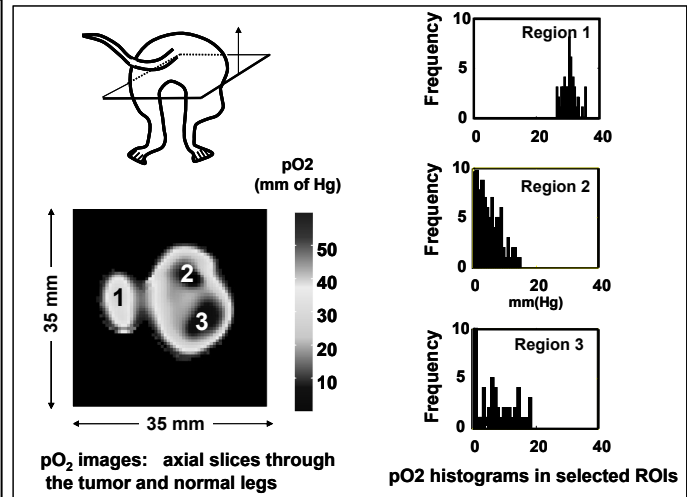 pO2
(mm of Hg)
50
40
30
20
10
1
2
3
35 mm
35 mm
pO₂ images: axial slices through
the tumor and normal legs
Region 1
Frequency
10
5
0
0 20 40
Region 2
Frequency
10
5
0
0 20 40
mm(Hg)
Region 3
Frequency
10
5
0
0 20 40
pO2 histograms in selected ROIs